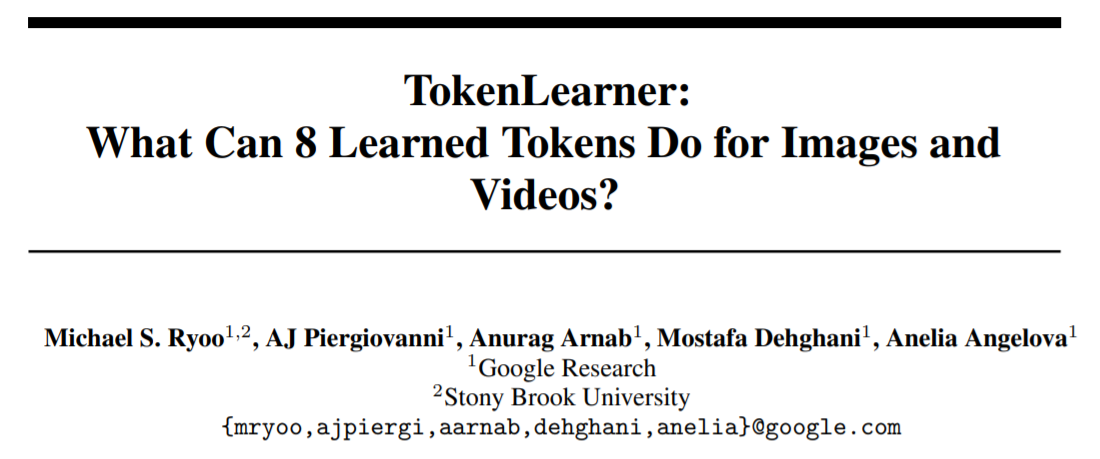 TokenLearner:
What Can 8 Learned Tokens Do for Images and
Videos?
Michael S. Ryoo1,2, AJ Piergiovanni1, Anurag Arnab1, Mostafa Dehghani1, Anelia Angelova1
1Google Research
2Stony Brook University
{mryoo,ajpiergi,aarnab,dehghani,anelia}@google.com